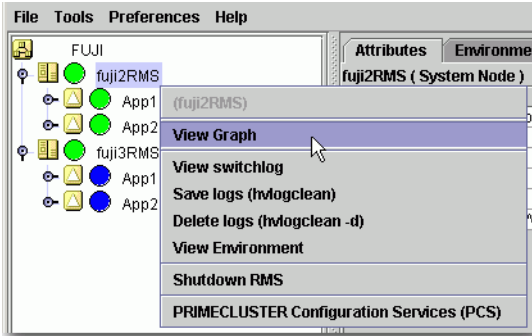 File Tools Preferences Help
FUJI
Attributes Environme
fuji2RMS
fuji2RMS ( System Node )
App1
(fuji2RMS)
App2
View Graph
fuji3RMS
View switchlog
App1
Save logs (hvlogclean)
App2
Delete logs (hvlogclean -d)
View Environment
Shutdown RMS
PRIMECLUSTER Configuration Services (PCS)